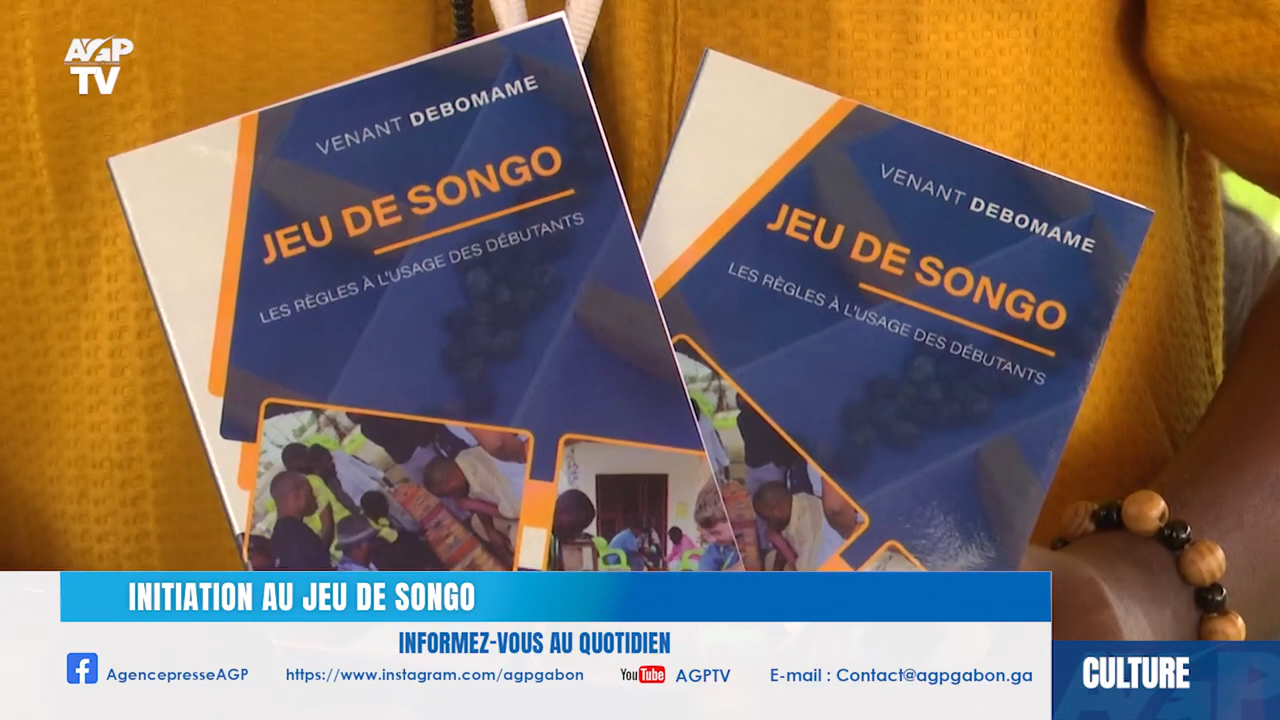 AGP
TV
VENANT DEBOMAME
JEU DE SONGO
LES RÈGLES À L'USAGE DES DÉBUTANTS
VENANT DEBOMAME
JEU DE SONGO
LES RÈGLES À L'USAGE DES DÉBUTANTS
INITIATION AU JEU DE SONGO
INFORMEZ-VOUS AU QUOTIDIEN
AgencepresseAGP
https://www.instagram.com/agpgabon
YouTube AGPTV
E-mail : Contact@agpgabon.ga
CULTURE